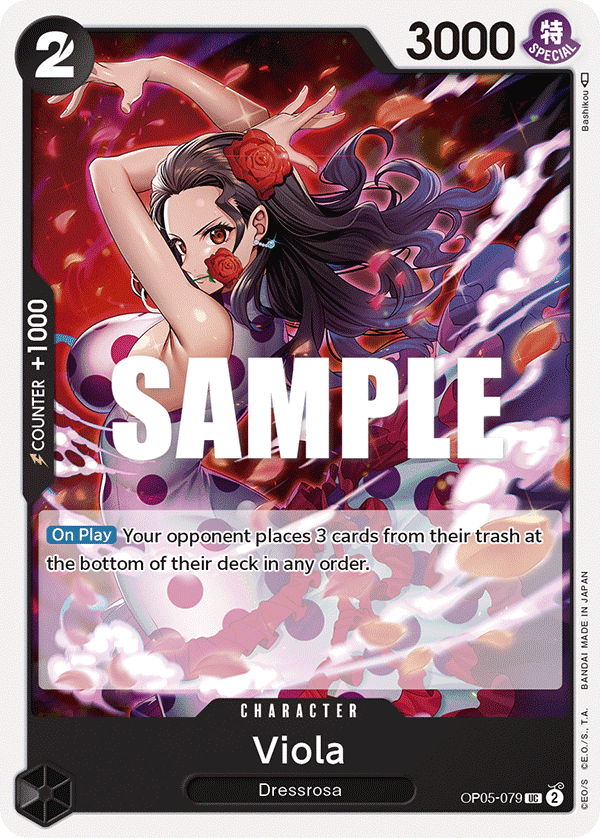 2
3000
特
SPECIAL
Bashikou
COUNTER +1000
SAMPLE
On Play Your opponent places 3 cards from their trash at
the bottom of their deck in any order.
CHARACTER
Viola
Dressrosa
OP05-079 UC 2
©E.O/S ©E.O./S., T.A. BANDAI MADE IN JAPAN